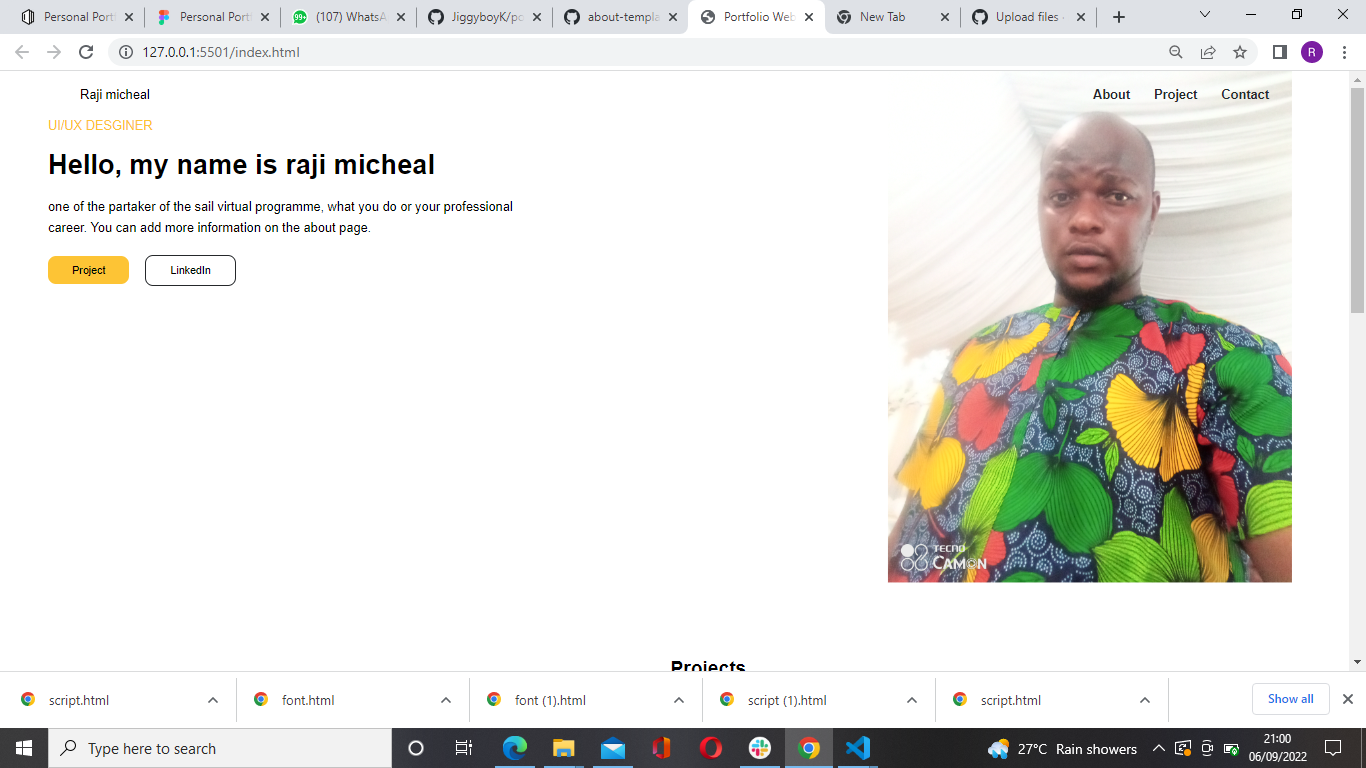 Personal Port
Personal Port
99+
(107) WhatsA
JiggyboyK/po
about-templa
Portfolio Web
New Tab
Upload files
127.0.0.1:5501/index.html
R
Raji micheal
About
Project
Contact
UI/UX DESGINER
Hello, my name is raji micheal
one of the partaker of the sail virtual programme, what you do or your professional
career. You can add more information on the about page.
Project
LinkedIn
TECNO
CAMON
Projects
script.html
font.html
font (1).html
script (1).html
script.html
Show all
Type here to search
27°C Rain showers
21:00
06/09/2022